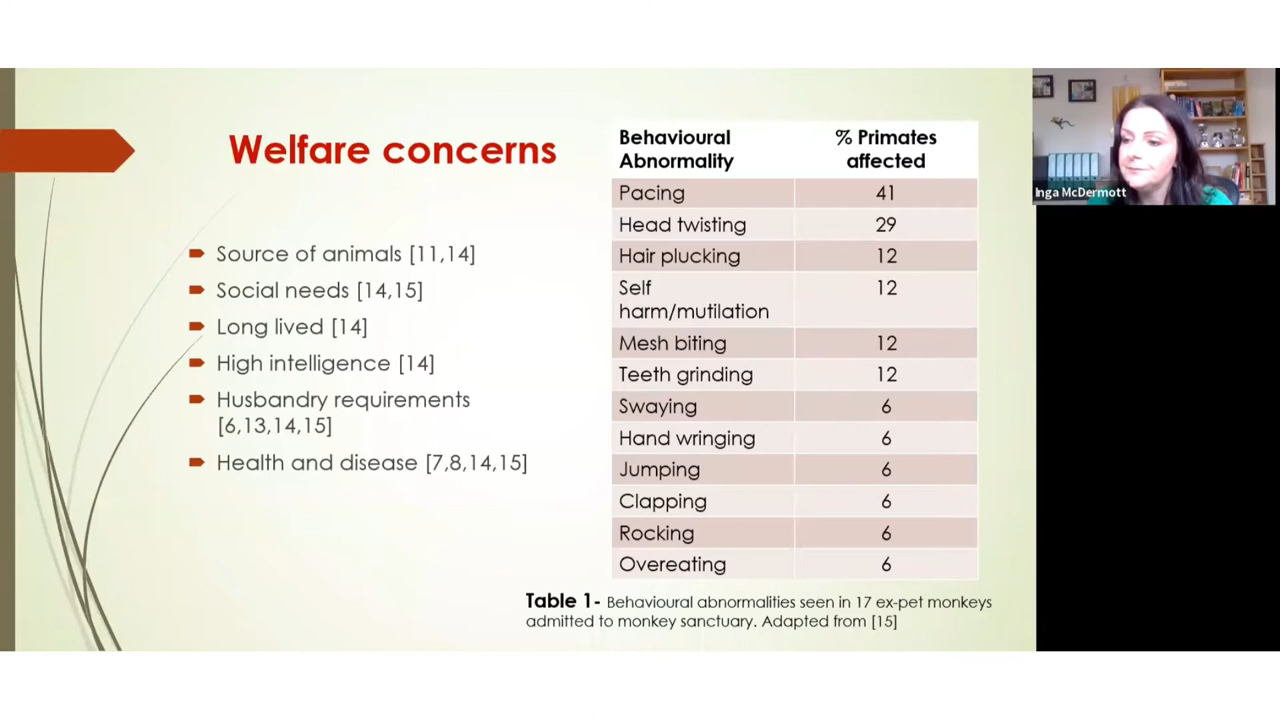 Welfare concerns
Source of animals [11,14]
Social needs [14,15]
Long lived [14]
High intelligence [14]
Husbandry requirements
[6,13,14,15]
Health and disease [7,8,14,15]
Behavioural Abnormality % Primates affected
Pacing 41
Head twisting 29
Hair plucking 12
Self harm/mutilation 12
Mesh biting 12
Teeth grinding 12
Swaying 6
Hand wringing 6
Jumping 6
Clapping 6
Rocking 6
Overeating 6
Table 1- Behavioural abnormalities seen in 17 ex-pet monkeys
admitted to monkey sanctuary. Adapted from [15]
Inga McDermott